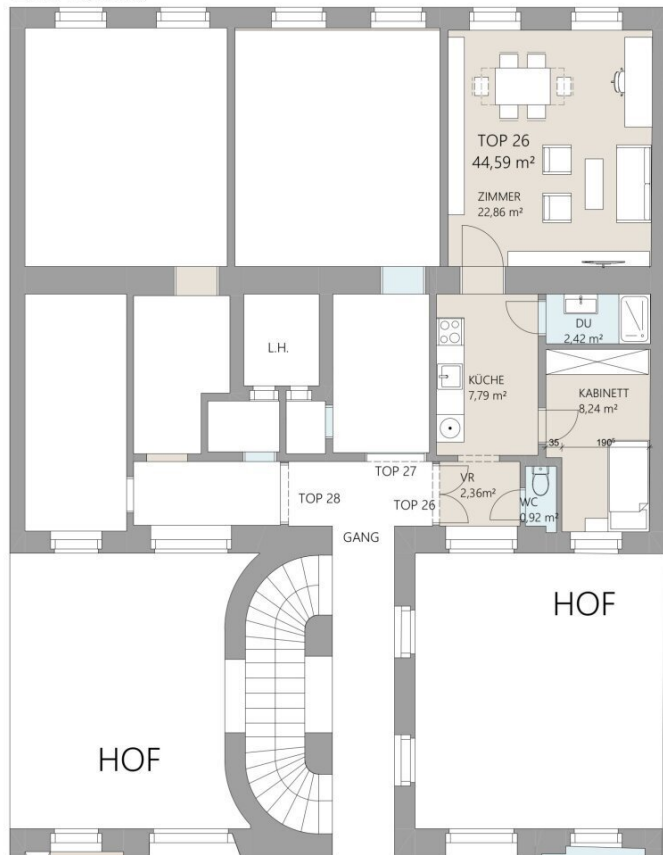 TOP 26
44,59 m²
ZIMMER
22,86 m²
L.H.
DU
2,42 m²
KÜCHE
7,79 m²
KABINETT
8,24 m²
35
190⁵
TOP 27
TOP 28
TOP 26
VR
2,36m²
WC
0,92 m²
GANG
HOF
HOF